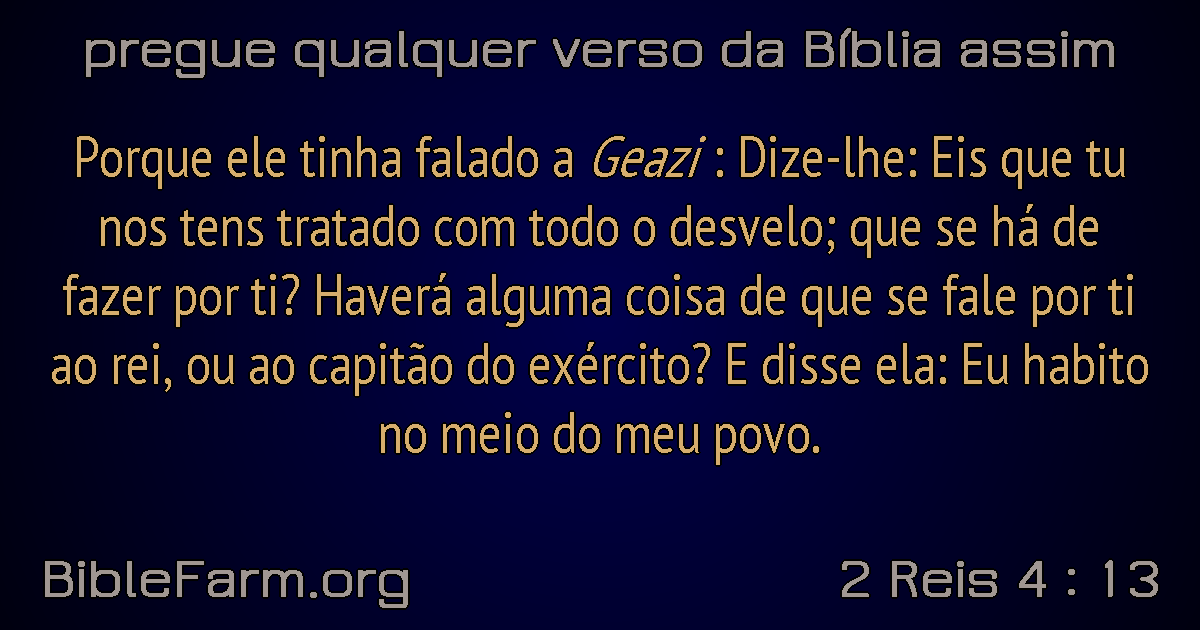 pregue qualquer verso da Bíblia assim
Porque ele tinha falado a Geazi : Dize-lhe: Eis que tu
nos tens tratado com todo o desvelo; que se há de
fazer por ti? Haverá alguma coisa de que se fale por ti
ao rei, ou ao capitão do exército? E disse ela: Eu habito
no meio do meu povo.
BibleFarm.org
2 Reis 4 : 13